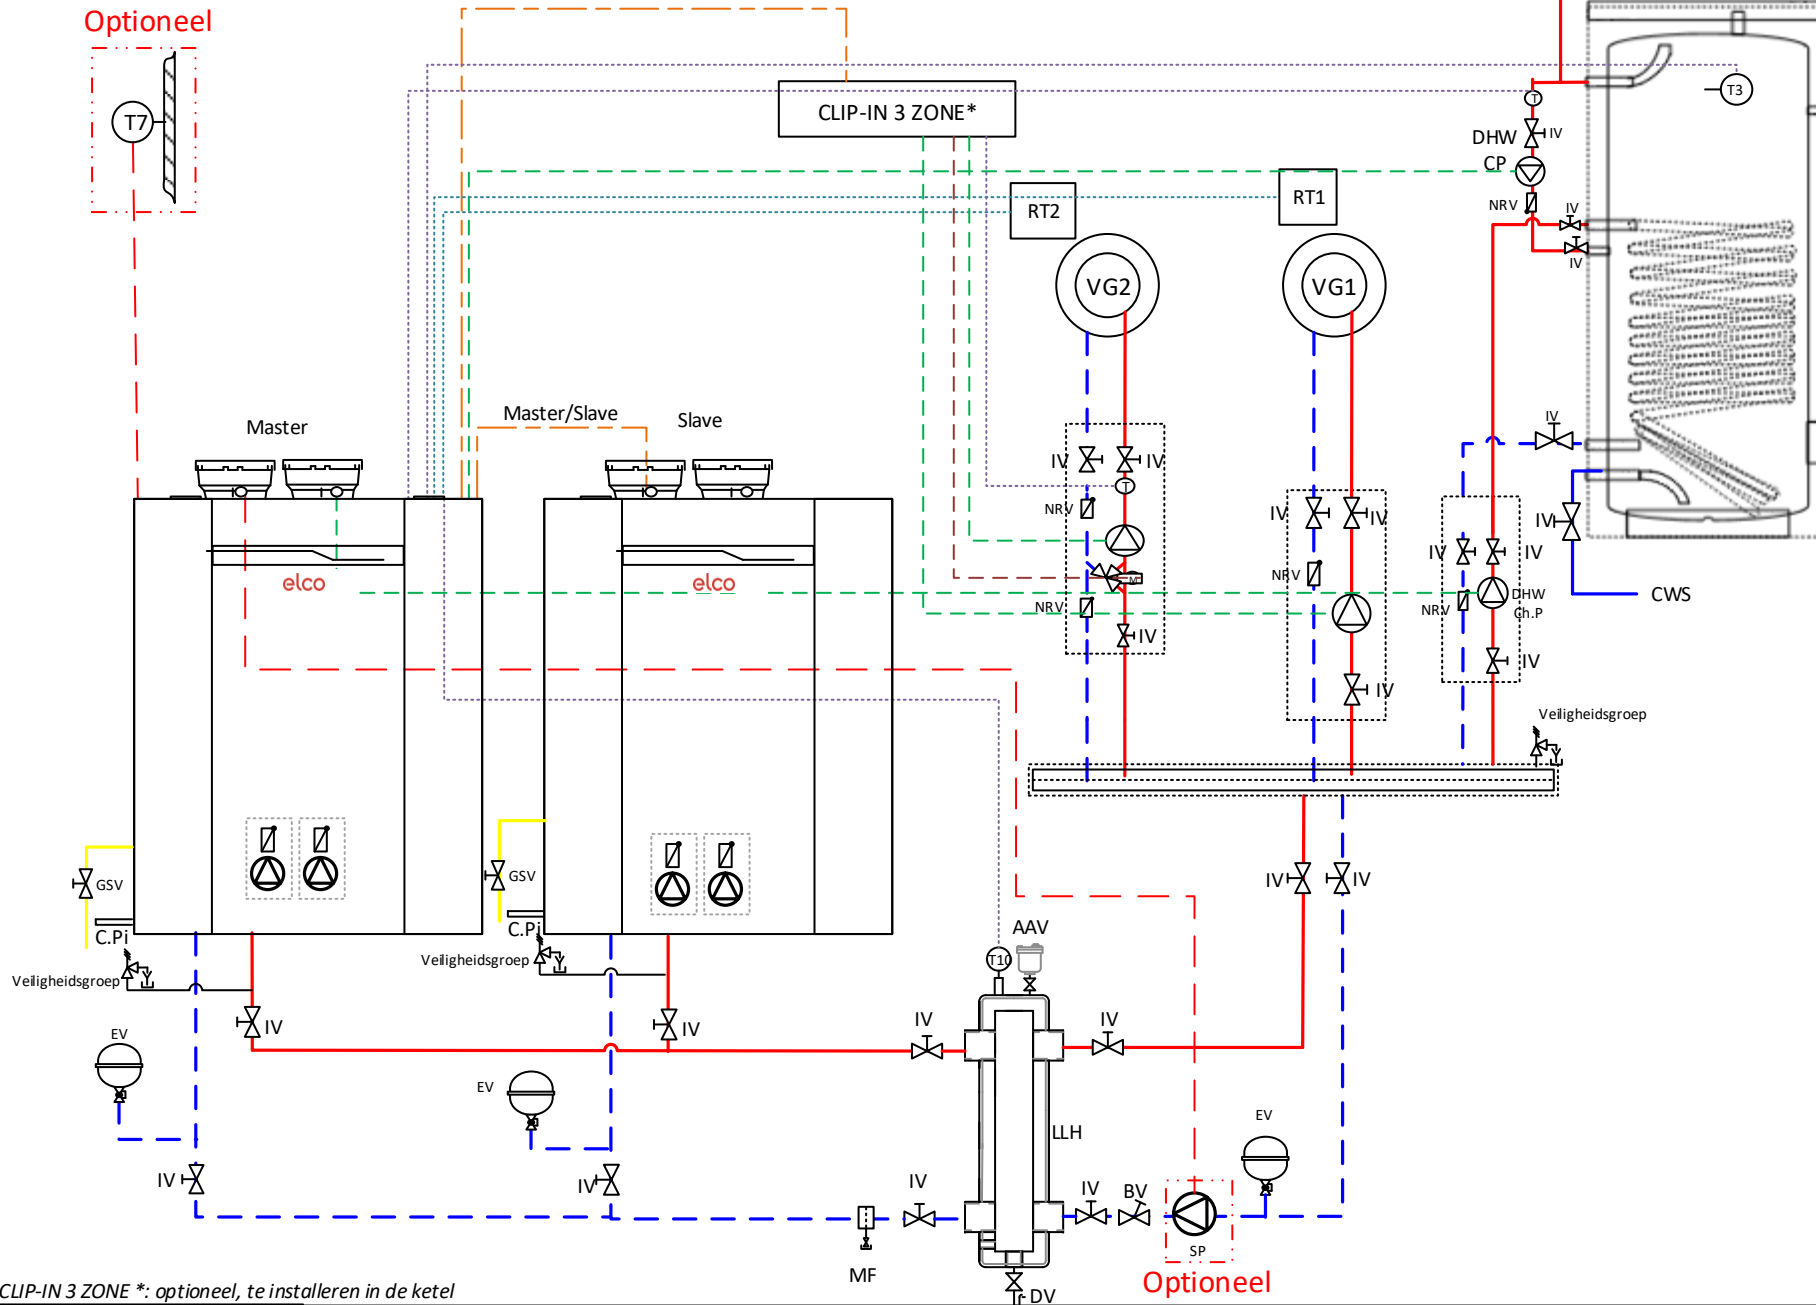 Optioneel
T7
CLIP-IN 3 ZONE*
T3
T
IV
DHW
CP
NRV
IV
IV
RT2
RT1
VG2
VG1
Master
Master/Slave
Slave
IV
IV
IV
T
NRV
M
NRV
IV
IV
IV
NRV
IV
IV
IV
IV
NRV
DHW
Ch.P
IV
CWS
elco
elco
Veiligheidsgroep
GSV
GSV
IV
IV
C.Pi
C.Pi
Veiligheidsgroep
Veiligheidsgroep
AAV
T10
IV
IV
IV
IV
EV
EV
EV
LLH
IV
IV
IV
IV
BV
SP
MF
Optioneel
DV
CLIP-IN 3 ZONE *: optioneel, te installeren in de ketel